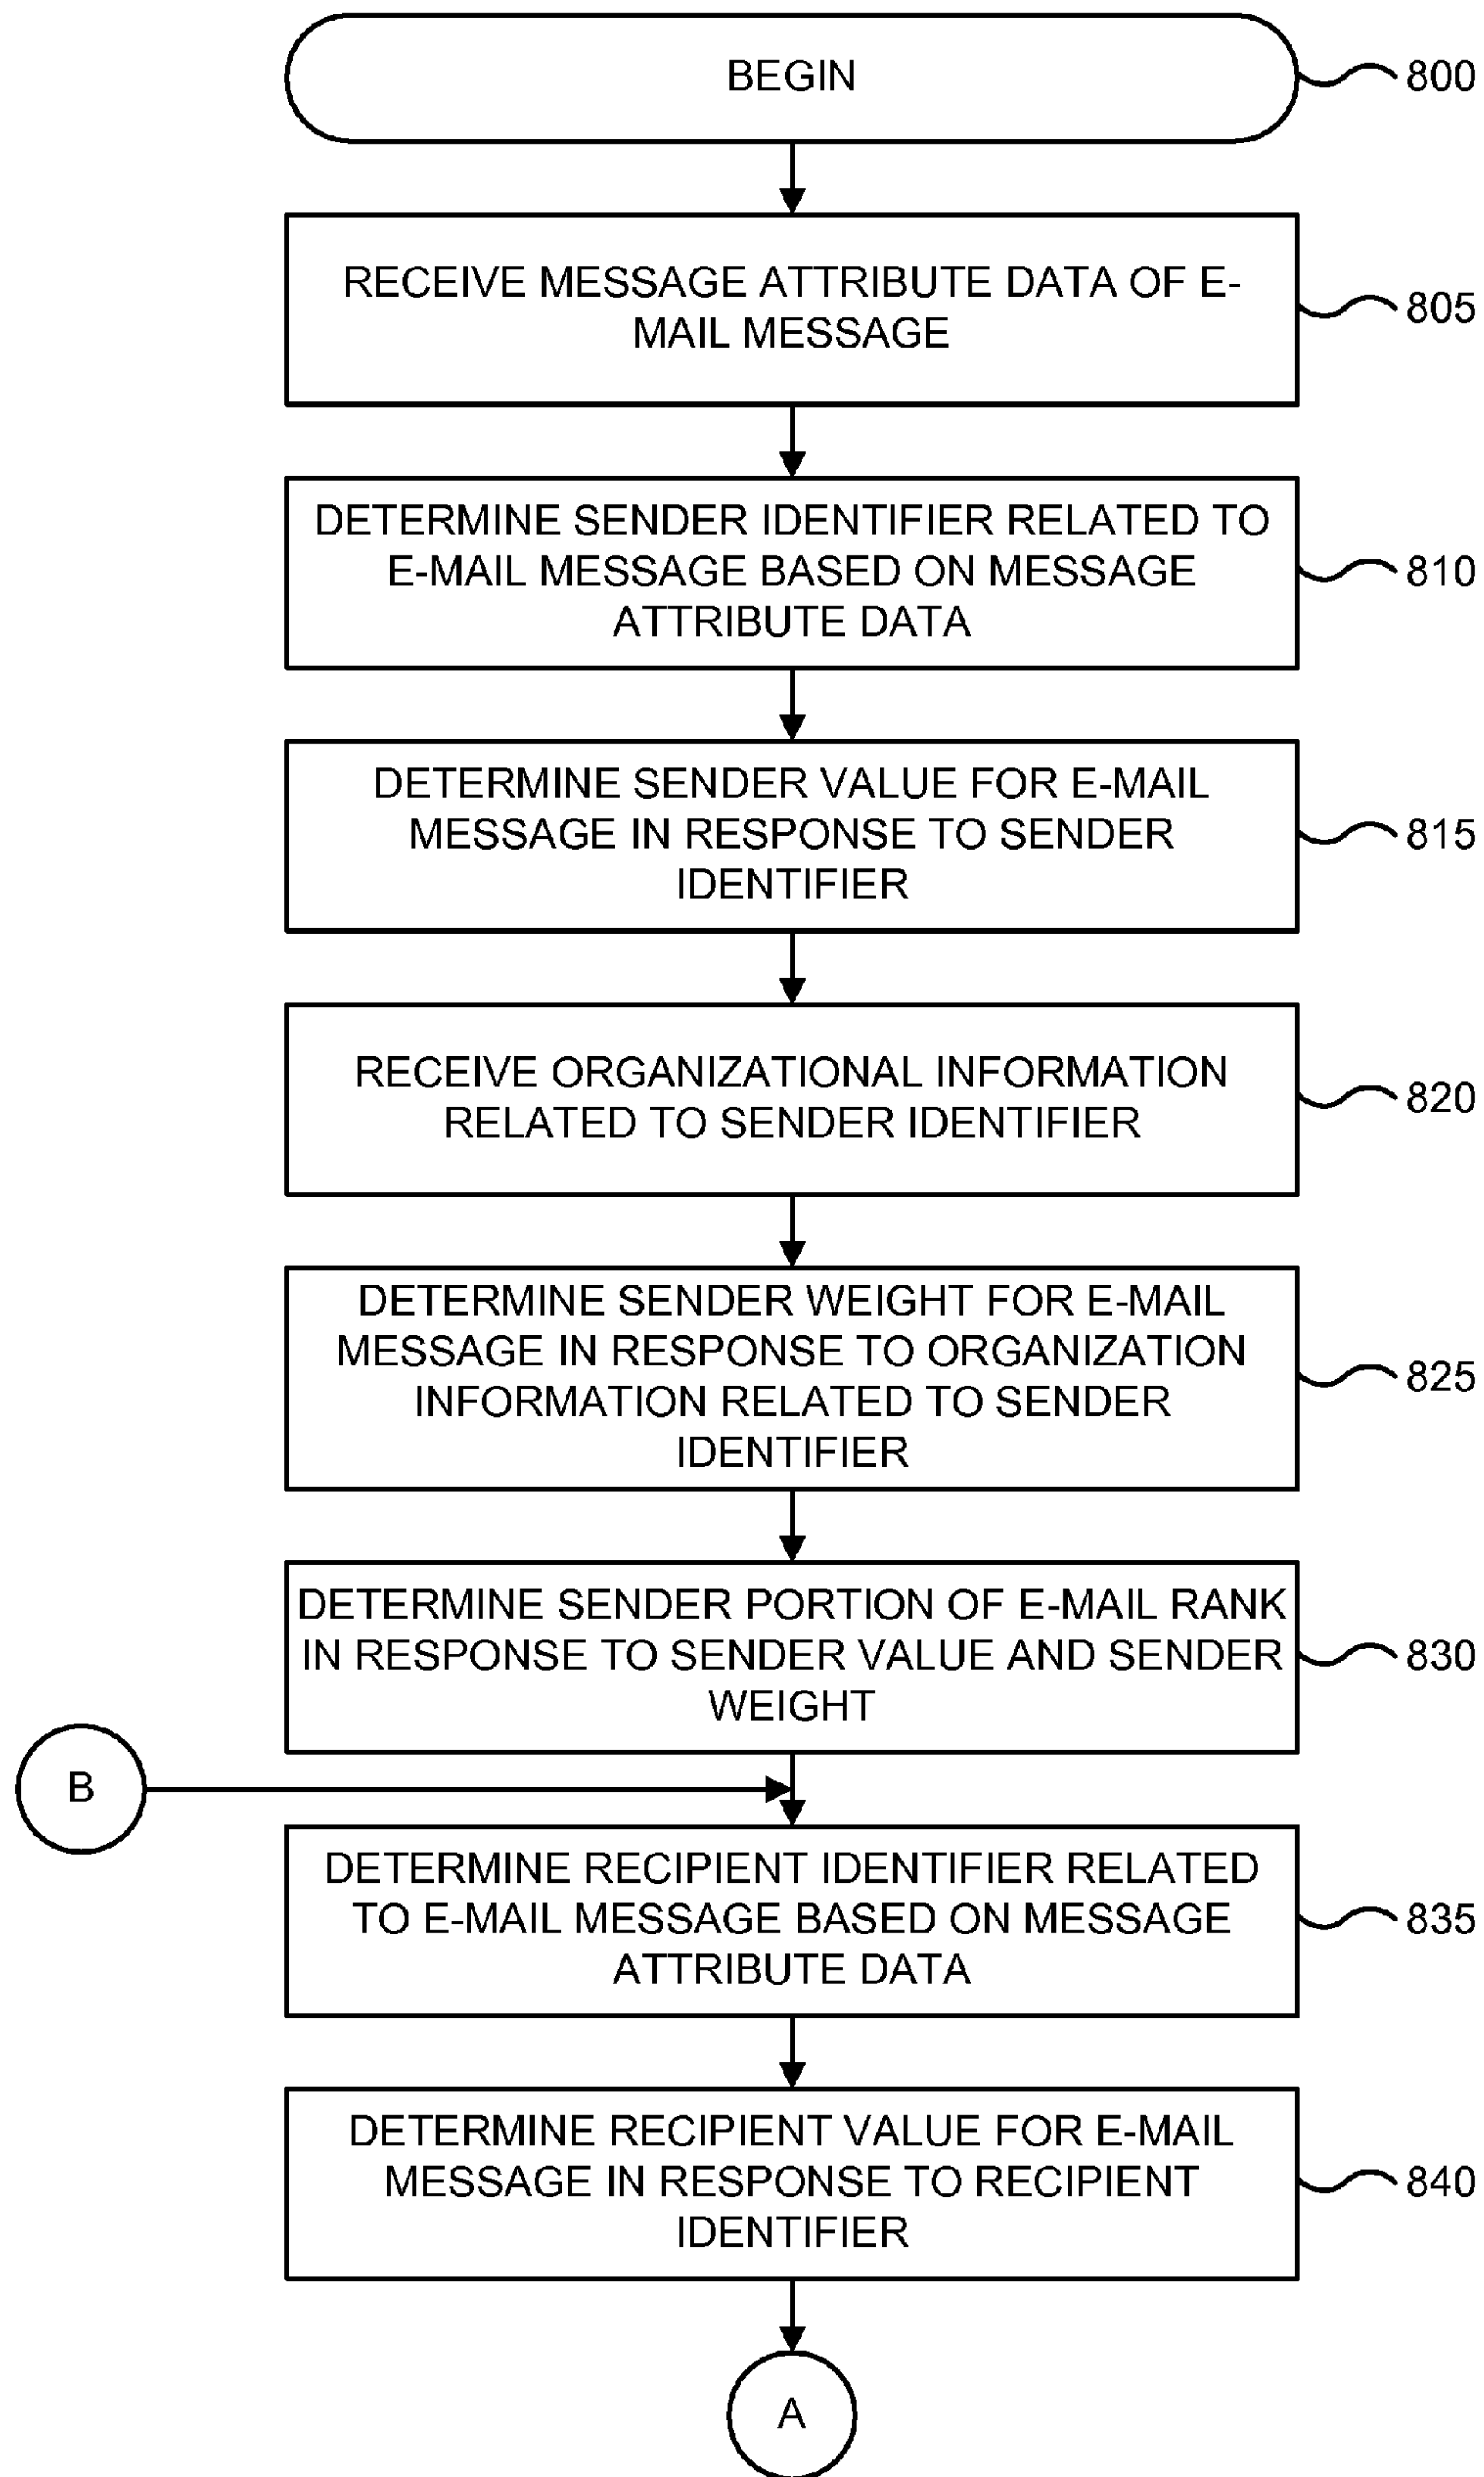 BEGIN
800
RECEIVE MESSAGE ATTRIBUTE DATA OF E-
MAIL MESSAGE
805
DETERMINE SENDER IDENTIFIER RELATED TO
E-MAIL MESSAGE BASED ON MESSAGE
ATTRIBUTE DATA
810
DETERMINE SENDER VALUE FOR E-MAIL
MESSAGE IN RESPONSE TO SENDER
IDENTIFIER
815
RECEIVE ORGANIZATIONAL INFORMATION
RELATED TO SENDER IDENTIFIER
820
DETERMINE SENDER WEIGHT FOR E-MAIL
MESSAGE IN RESPONSE TO ORGANIZATION
INFORMATION RELATED TO SENDER
IDENTIFIER
825
DETERMINE SENDER PORTION OF E-MAIL RANK
IN RESPONSE TO SENDER VALUE AND SENDER
WEIGHT
830
B
DETERMINE RECIPIENT IDENTIFIER RELATED
TO E-MAIL MESSAGE BASED ON MESSAGE
ATTRIBUTE DATA
835
DETERMINE RECIPIENT VALUE FOR E-MAIL
MESSAGE IN RESPONSE TO RECIPIENT
IDENTIFIER
840
A